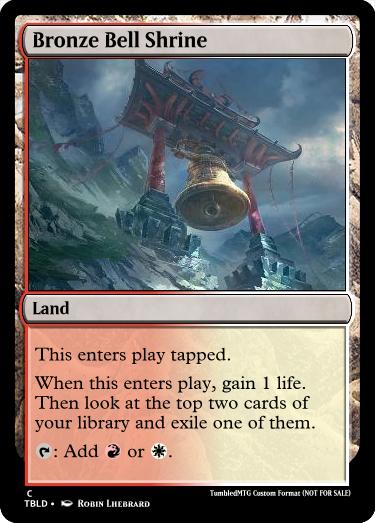 Bronze Bell Shrine
Land
This enters play tapped.
When this enters play, gain 1 life.
Then look at the top two cards of
your library and exile one of them.
: Add or .
C
TBLD • Robin Lhebrard
TumbledMTG Custom Format (NOT FOR SALE)